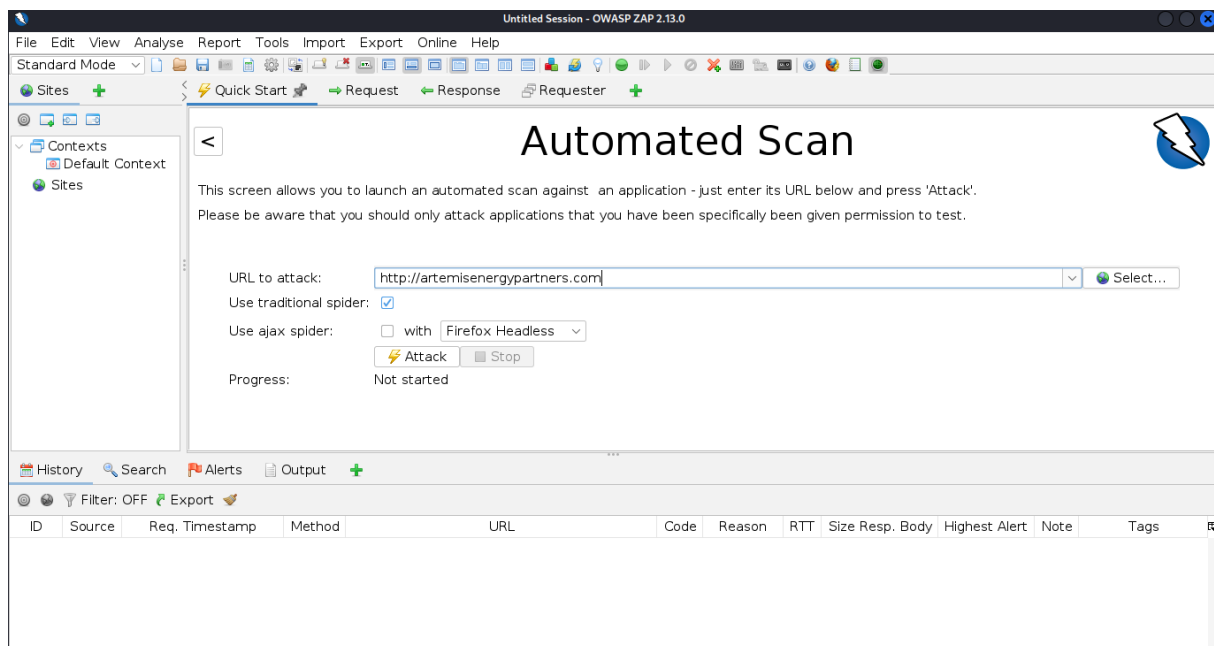 Untitled Session - OWASP ZAP 2.13.0
File Edit View Analyse Report Tools Import Export Online Help
Standard Mode
Sites
Quick Start Request Response Requester
Contexts
Default Context
Sites
<
Automated Scan
This screen allows you to launch an automated scan against an application - just enter its URL below and press 'Attack'.
Please be aware that you should only attack applications that you have been specifically been given permission to test.
URL to attack: http://artemisenergypartners.com Select...
Use traditional spider:
Use ajax spider: with Firefox Headless
Attack Stop
Progress: Not started
History Search Alerts Output
Filter: OFF Export
ID Source Req. Timestamp Method URL Code Reason RTT Size Resp. Body Highest Alert Note Tags